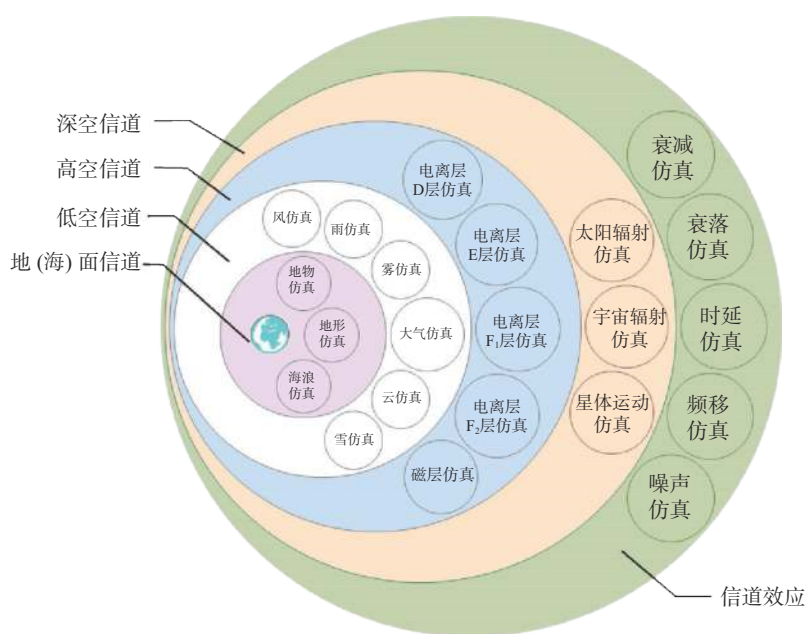 深空信道
高空信道
低空信道
地 (海) 面信道
风仿真
雨仿真
雾仿真
大气仿真
云仿真
雪仿真
地物
仿真
地形
仿真
海浪
仿真
电离层
D层仿真
电离层
E层仿真
电离层
F₁层仿真
电离层
F₂层仿真
磁层仿真
太阳辐射
仿真
宇宙辐射
仿真
星体运动
仿真
衰减
仿真
衰落
仿真
时延
仿真
频移
仿真
噪声
仿真
信道效应